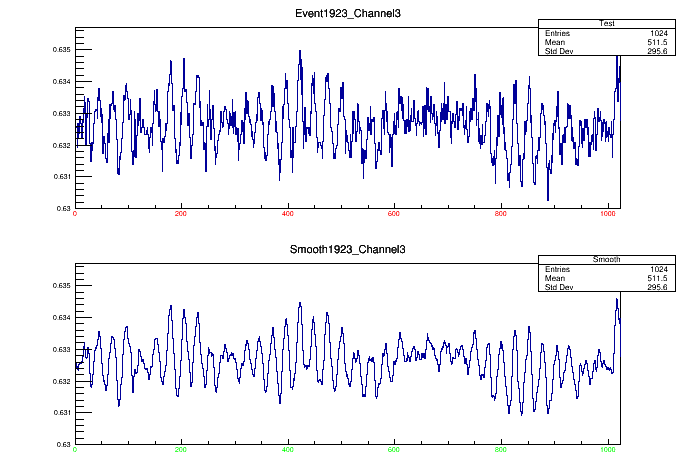 Event1923_Channel3
Test
Entries 1024
Mean 511.5
Std Dev 295.6
0.635
0.634
0.633
0.632
0.631
0.63
0 200 400 600 800 1000
Smooth1923_Channel3
Smooth
Entries 1024
Mean 511.5
Std Dev 295.6
0.635
0.634
0.633
0.632
0.631
0.63
0 200 400 600 800 1000